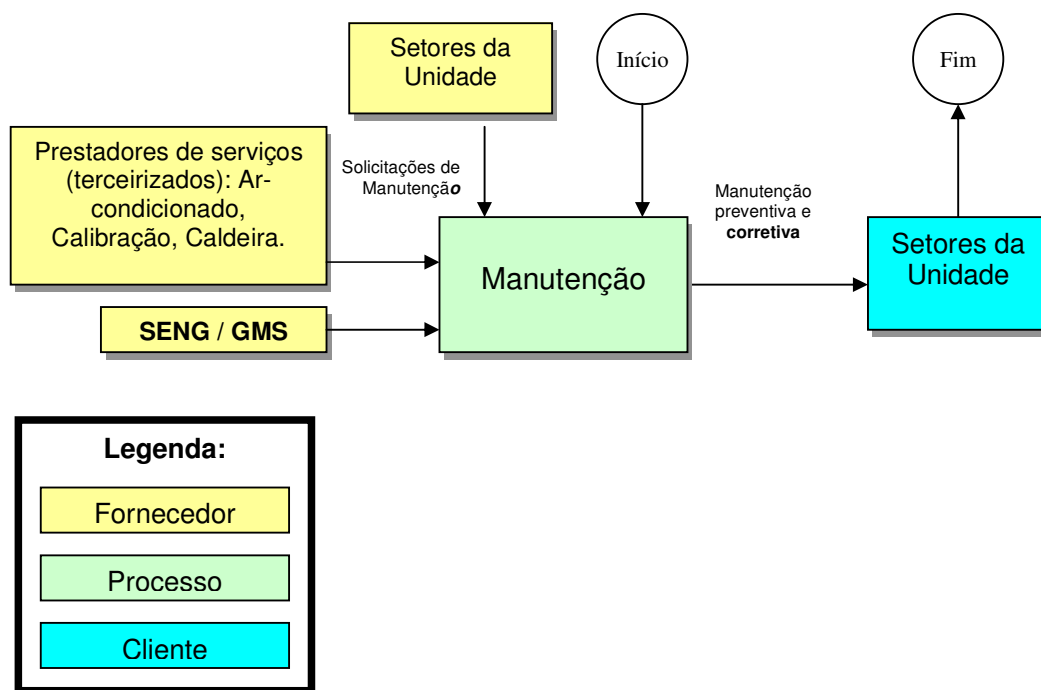 Setores da
Unidade
Início
Fim
Prestadores de serviços
(terceirizados): Ar-
condicionado,
Calibração, Caldeira.
Solicitações de
Manutenção
Manutenção
preventiva e
corretiva
Manutenção
Setores da
Unidade
SENG / GMS
Legenda:
Fornecedor
Processo
Cliente